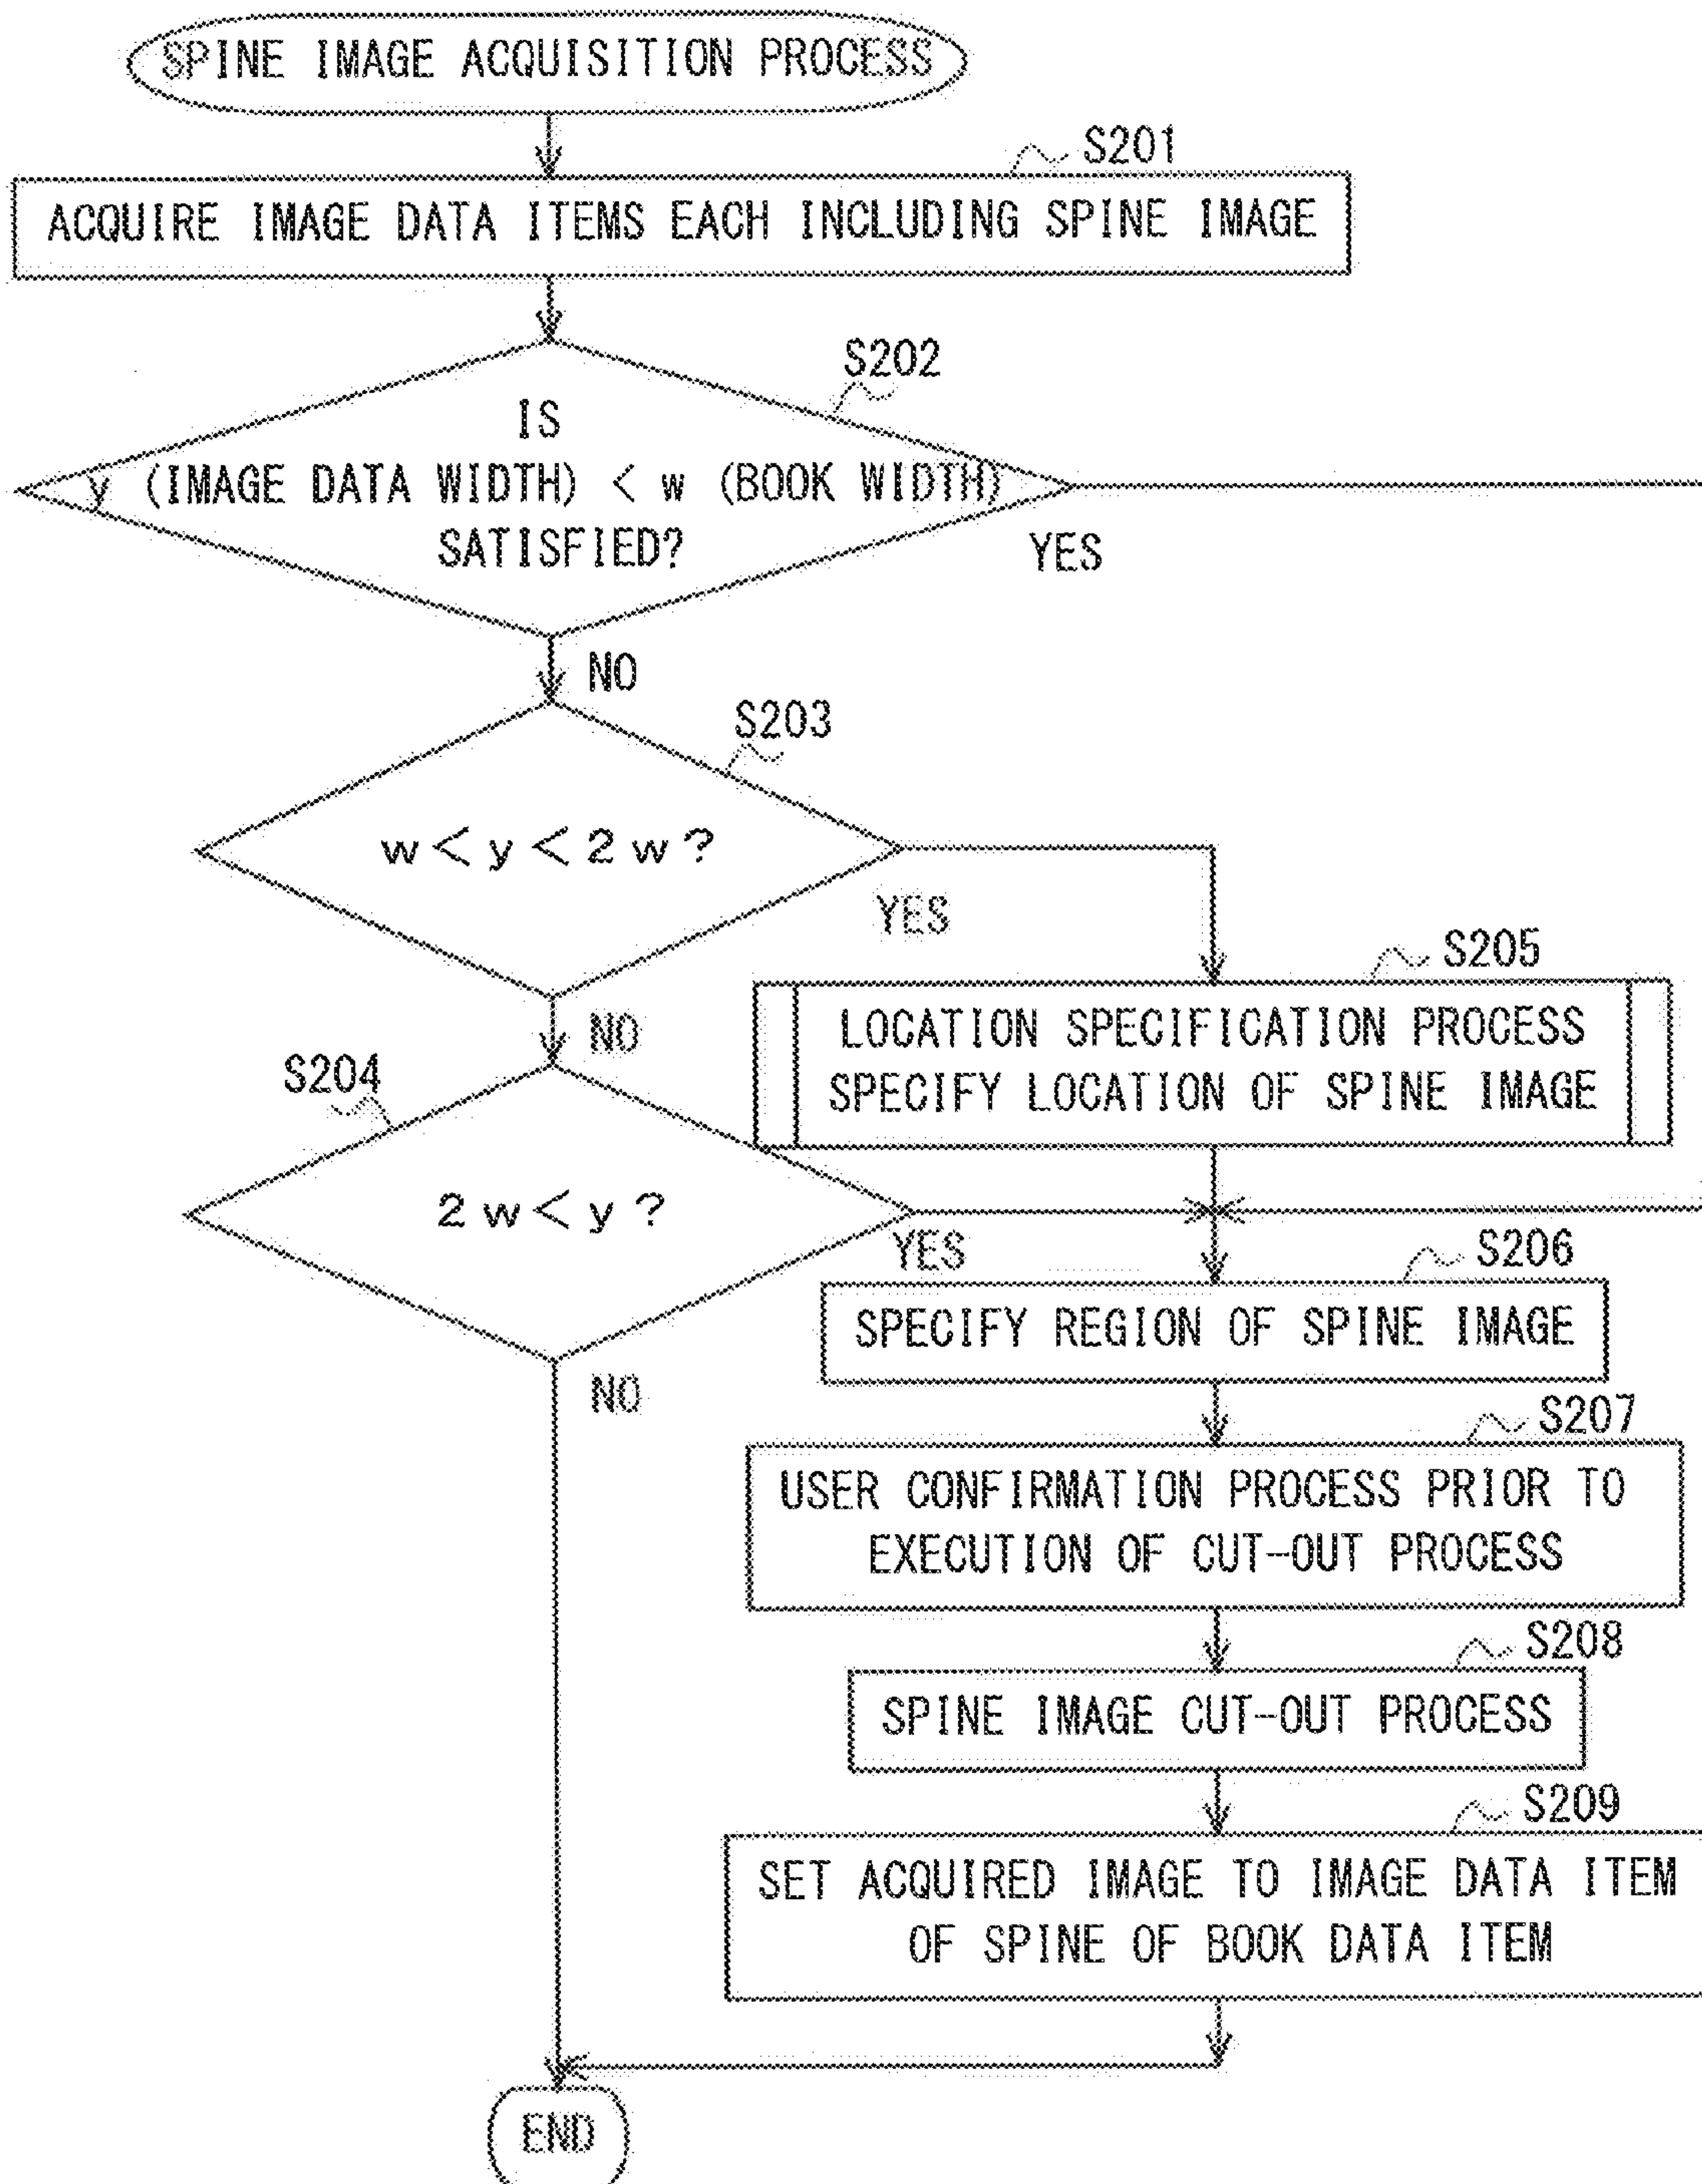 SPINE IMAGE ACQUISITION PROCESS
S201
ACQUIRE IMAGE DATA ITEMS EACH INCLUDING SPINE IMAGE
S202
IS
y (IMAGE DATA WIDTH) < w (BOOK WIDTH)
SATISFIED?
YES
NO
S203
w < y < 2 w ?
YES
NO
S205
LOCATION SPECIFICATION PROCESS
SPECIFY LOCATION OF SPINE IMAGE
S204
2 w < y ?
YES
NO
S206
SPECIFY REGION OF SPINE IMAGE
S207
USER CONFIRMATION PROCESS PRIOR TO
EXECUTION OF CUT-OUT PROCESS
S208
SPINE IMAGE CUT-OUT PROCESS
S209
SET ACQUIRED IMAGE TO IMAGE DATA ITEM
OF SPINE OF BOOK DATA ITEM
END